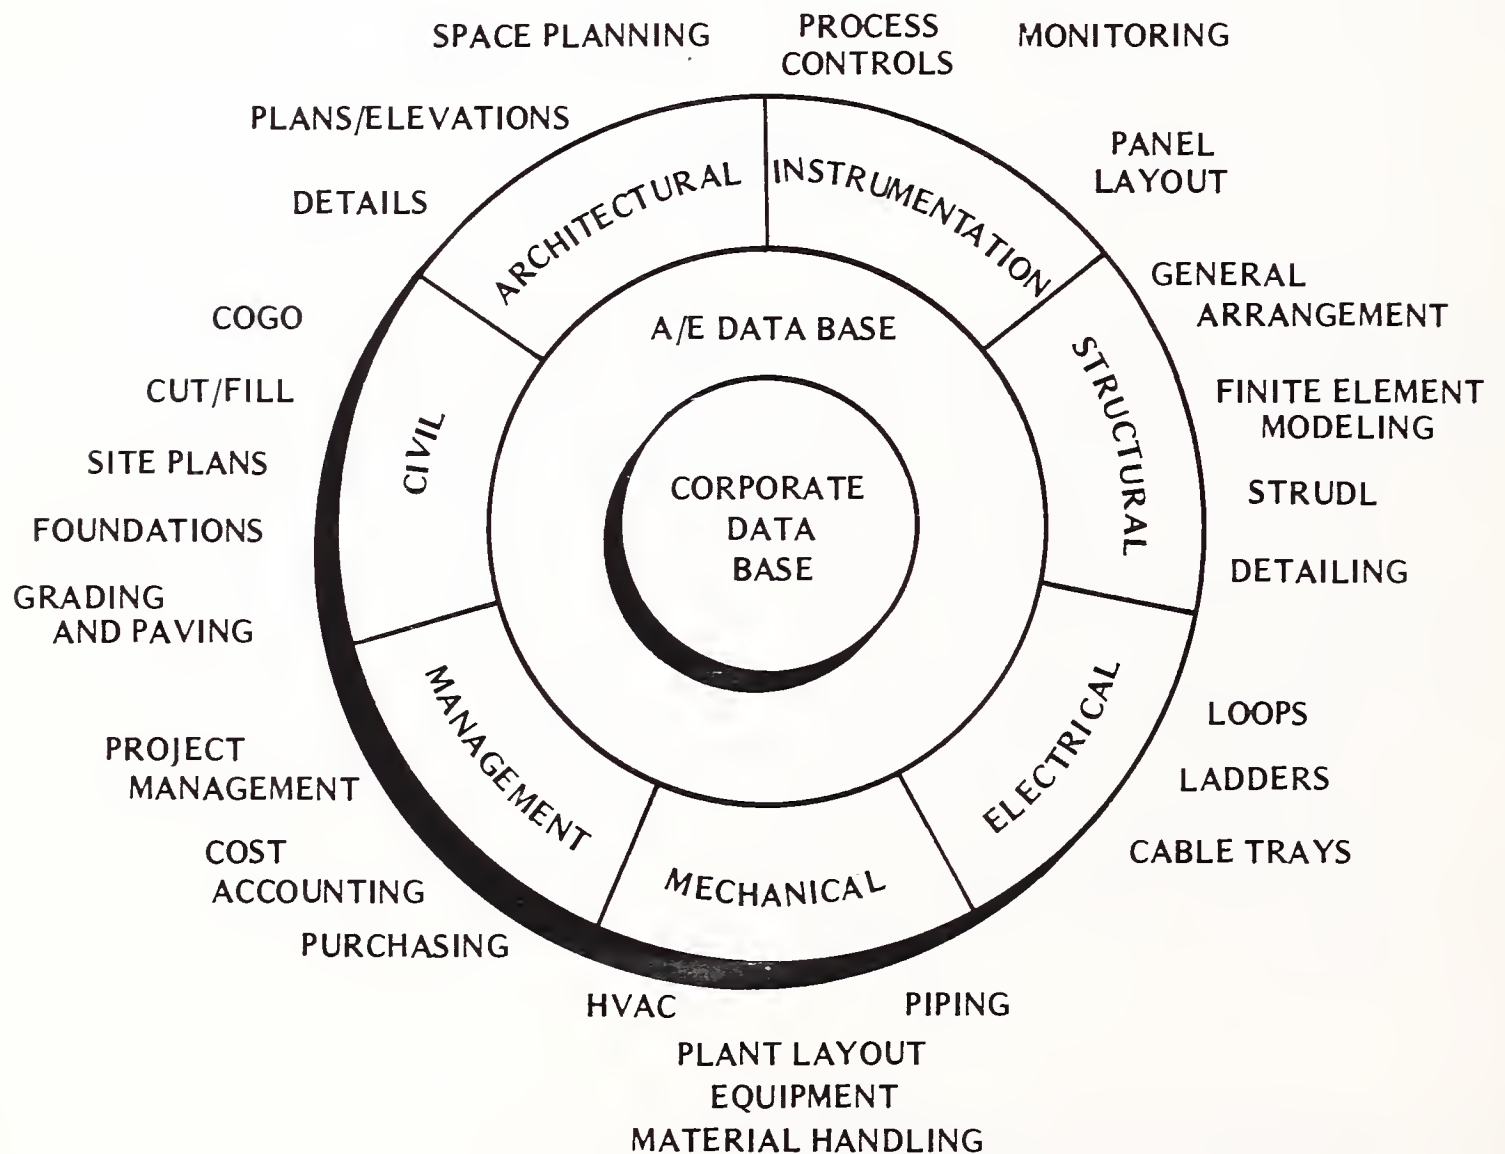 SPACE PLANNING
PROCESS
CONTROLS
MONITORING
PLANS/ELEVATIONS
PANEL
LAYOUT
DETAILS
ARCHITECTURAL
INSTRUMENTATION
GENERAL
ARRANGEMENT
COGO
A/E DATA BASE
STRUCTURAL
CUT/FILL
FINITE ELEMENT
MODELING
CIVIL
SITE PLANS
CORPORATE
DATA
BASE
STRUDL
FOUNDATIONS
DETAILING
GRADING
AND PAVING
MANAGEMENT
ELECTRICAL
LOOPS
PROJECT
MANAGEMENT
LADDERS
COST
ACCOUNTING
MECHANICAL
CABLE TRAYS
PURCHASING
HVAC
PIPING
PLANT LAYOUT
EQUIPMENT
MATERIAL HANDLING